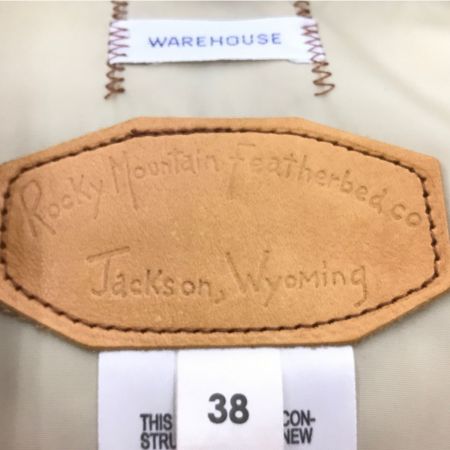 WAREHOUSE
Rocky Mountain Featherbed.co
Jackson, Wyoming
38
THIS CON-
STRU NEW